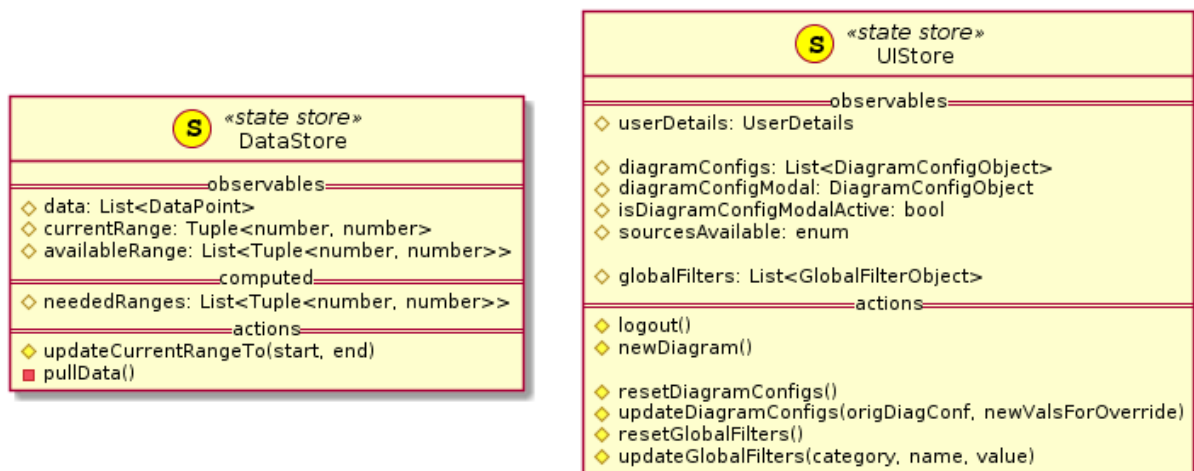 S «state store»
DataStore
observables
data: List<DataPoint>
currentRange: Tuple<number, number>
availableRange: List<Tuple<number, number>>
computed
neededRanges: List<Tuple<number, number>>
actions
updateCurrentRangeTo(start, end)
pullData()
S «state store»
UIStore
observables
userDetails: UserDetails
diagramConfigs: List<DiagramConfigObject>
diagramConfigModal: DiagramConfigObject
isDiagramConfigModalActive: bool
sourcesAvailable: enum
globalFilters: List<GlobalFilterObject>
actions
logout()
newDiagram()
resetDiagramConfigs()
updateDiagramConfigs(origDiagConf, newValsForOverride)
resetGlobalFilters()
updateGlobalFilters(category, name, value)